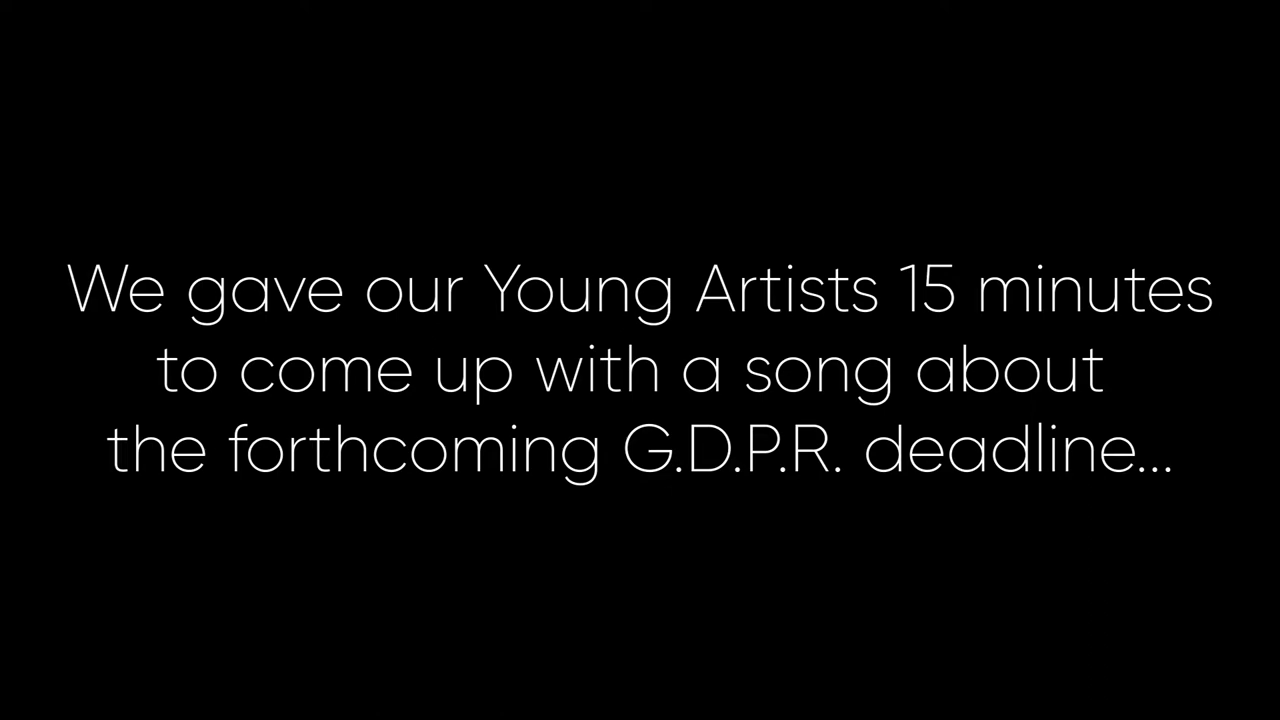 We gave our Young Artists 15 minutes
to come up with a song about
the forthcoming G.D.P.R. deadline...